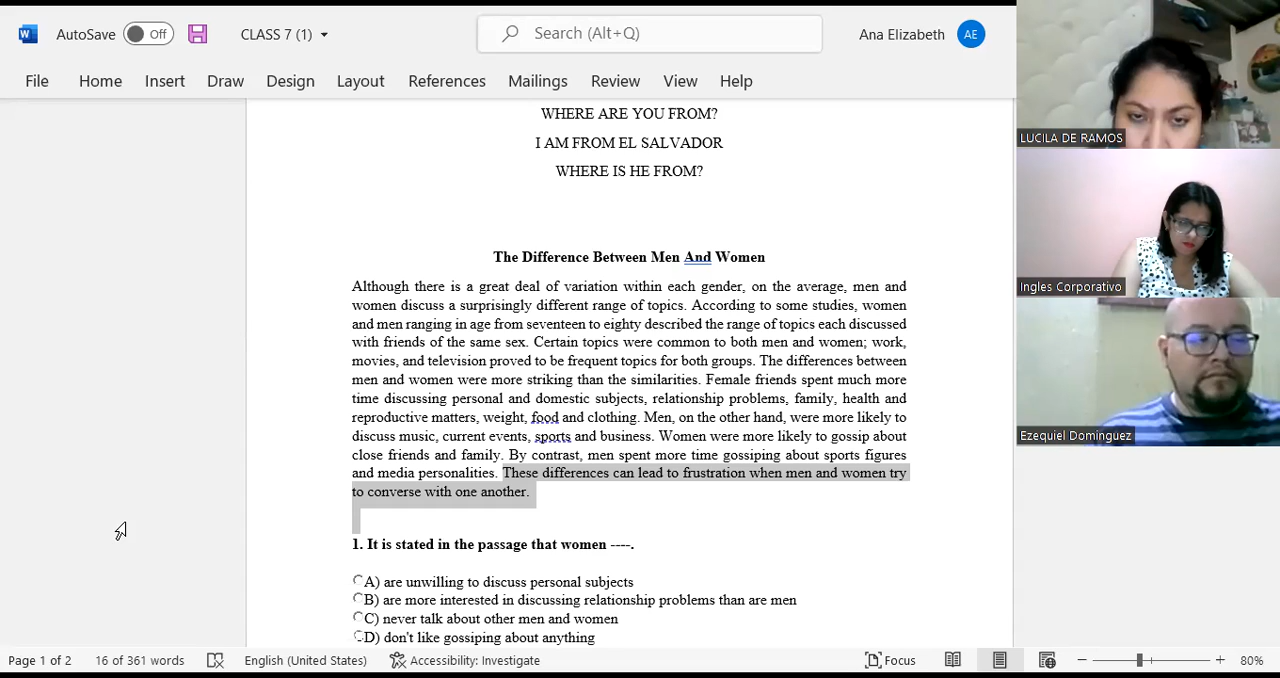 AutoSave Off CLASS 7 (1) Search (Alt+Q) Ana Elizabeth AE
File Home Insert Draw Design Layout References Mailings Review View Help
WHERE ARE YOU FROM?
I AM FROM EL SALVADOR
WHERE IS HE FROM?
The Difference Between Men And Women
Although there is a great deal of variation within each gender, on the average, men and
women discuss a surprisingly different range of topics. According to some studies, women
and men ranging in age from seventeen to eighty described the range of topics each discussed
with friends of the same sex. Certain topics were common to both men and women; work,
movies, and television proved to be frequent topics for both groups. The differences between
men and women were more striking than the similarities. Female friends spent much more
time discussing personal and domestic subjects, relationship problems, family, health and
reproductive matters, weight, food and clothing. Men, on the other hand, were more likely to
discuss music, current events, sports and business. Women were more likely to gossip about
close friends and family. By contrast, men spent more time gossiping about sports figures
and media personalities. These differences can lead to frustration when men and women try
to converse with one another.
1. It is stated in the passage that women ----.
A) are unwilling to discuss personal subjects
B) are more interested in discussing relationship problems than are men
C) never talk about other men and women
D) don't like gossiping about anything
Page 1 of 2 16 of 361 words English (United States) Accessibility: Investigate Focus 80%
LUCILA DE RAMOS
Ingles Corporativo
Ezequiel Dominguez